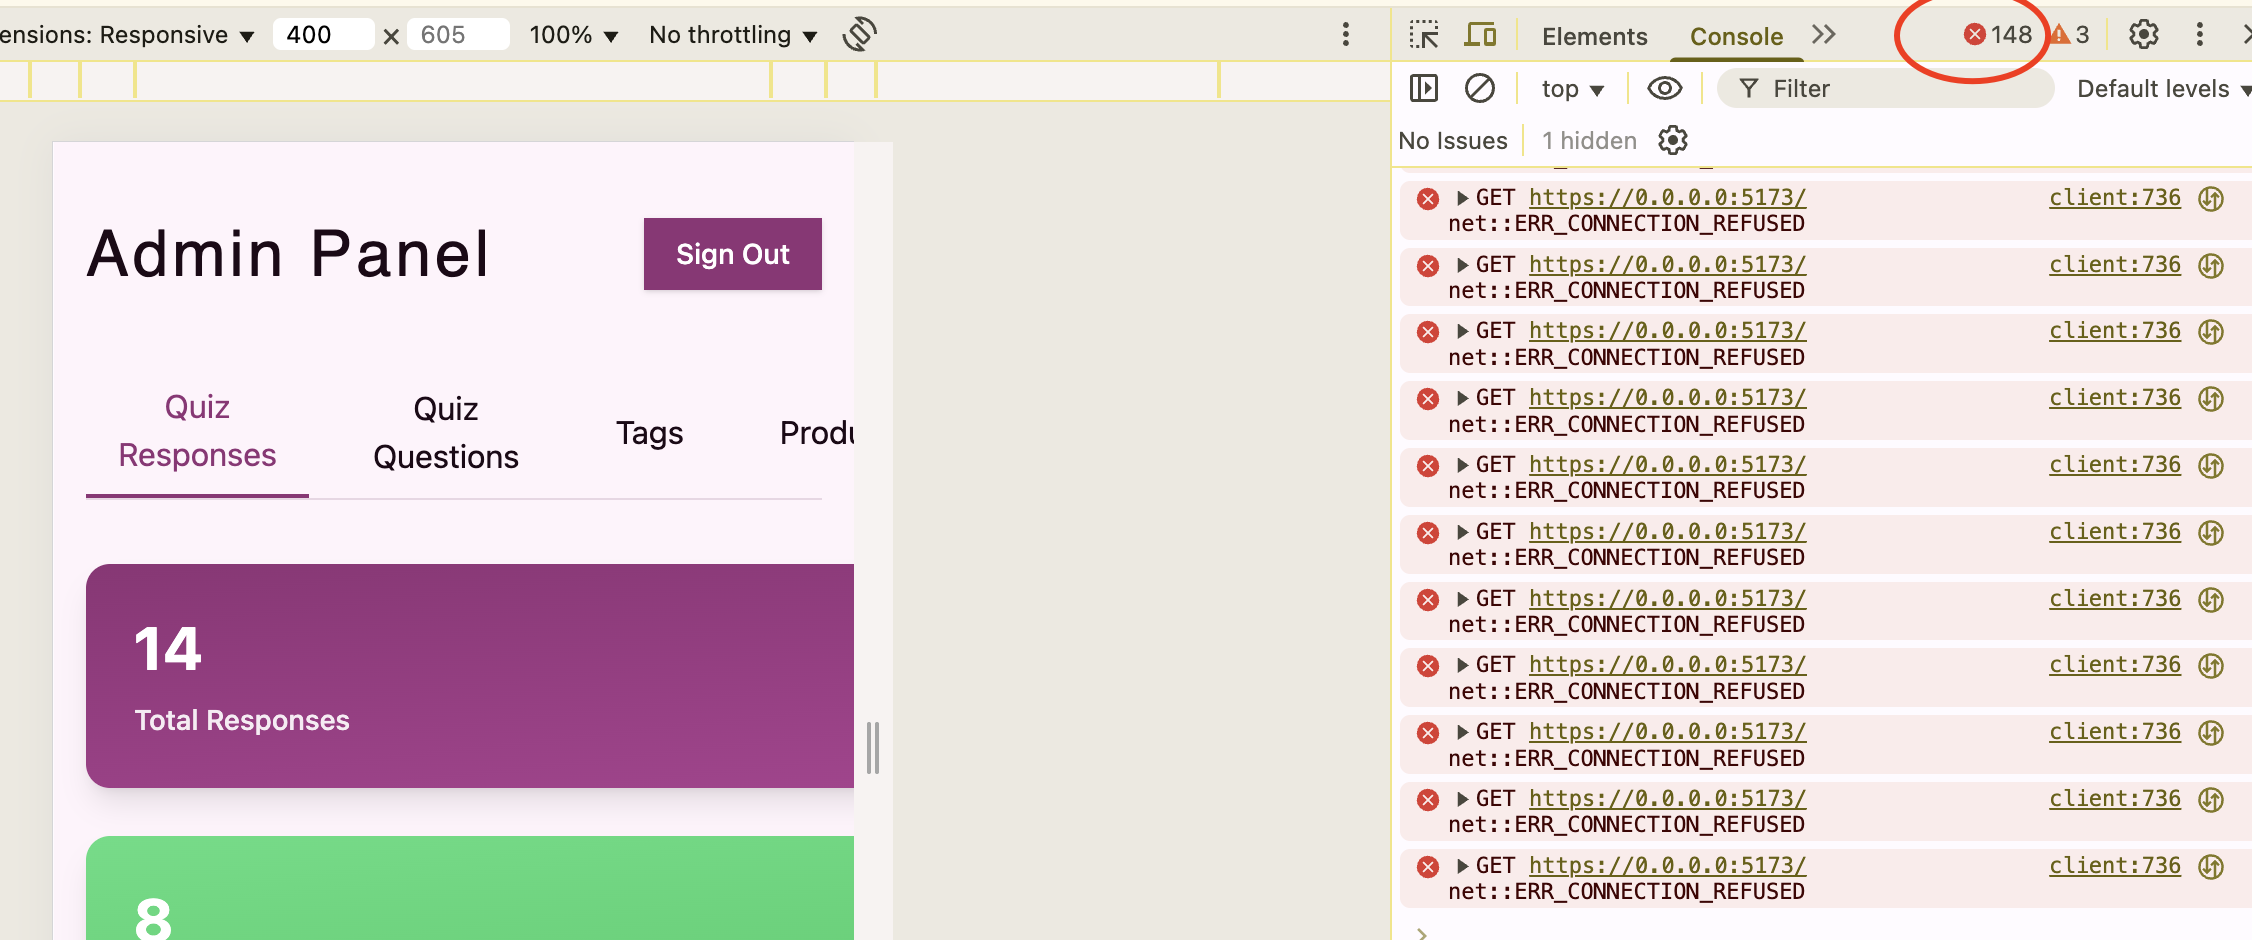 ensions: Responsive ▼ 400 × 605 100% ▼ No throttling ▼
Elements Console 148 3
top ▼ Filter Default levels ▼
No Issues 1 hidden
Admin Panel
Sign Out
Quiz Responses
Quiz Questions
Tags
Produ
14
Total Responses
8
GET https://0.0.0.0:5173/ client:736
net::ERR_CONNECTION_REFUSED
GET https://0.0.0.0:5173/ client:736
net::ERR_CONNECTION_REFUSED
GET https://0.0.0.0:5173/ client:736
net::ERR_CONNECTION_REFUSED
GET https://0.0.0.0:5173/ client:736
net::ERR_CONNECTION_REFUSED
GET https://0.0.0.0:5173/ client:736
net::ERR_CONNECTION_REFUSED
GET https://0.0.0.0:5173/ client:736
net::ERR_CONNECTION_REFUSED
GET https://0.0.0.0:5173/ client:736
net::ERR_CONNECTION_REFUSED
GET https://0.0.0.0:5173/ client:736
net::ERR_CONNECTION_REFUSED
GET https://0.0.0.0:5173/ client:736
net::ERR_CONNECTION_REFUSED
GET https://0.0.0.0:5173/ client:736
net::ERR_CONNECTION_REFUSED
GET https://0.0.0.0:5173/ client:736
net::ERR_CONNECTION_REFUSED